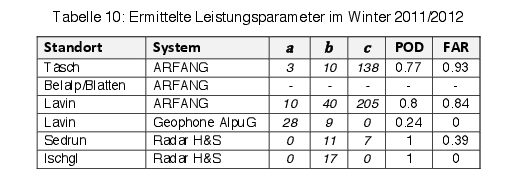 Tabelle 10: Ermittelte Leistungsparameter im Winter 2011/2012
Standort System a b c POD FAR
Täsch ARFANG 3 10 138 0.77 0.93
Belalp/Blatten ARFANG - - - - -
Lavin ARFANG 10 40 205 0.8 0.84
Lavin Geophone AlpuG 28 9 0 0.24 0
Sedrun Radar H&S 0 11 7 1 0.39
Ischgl Radar H&S 0 17 0 1 0